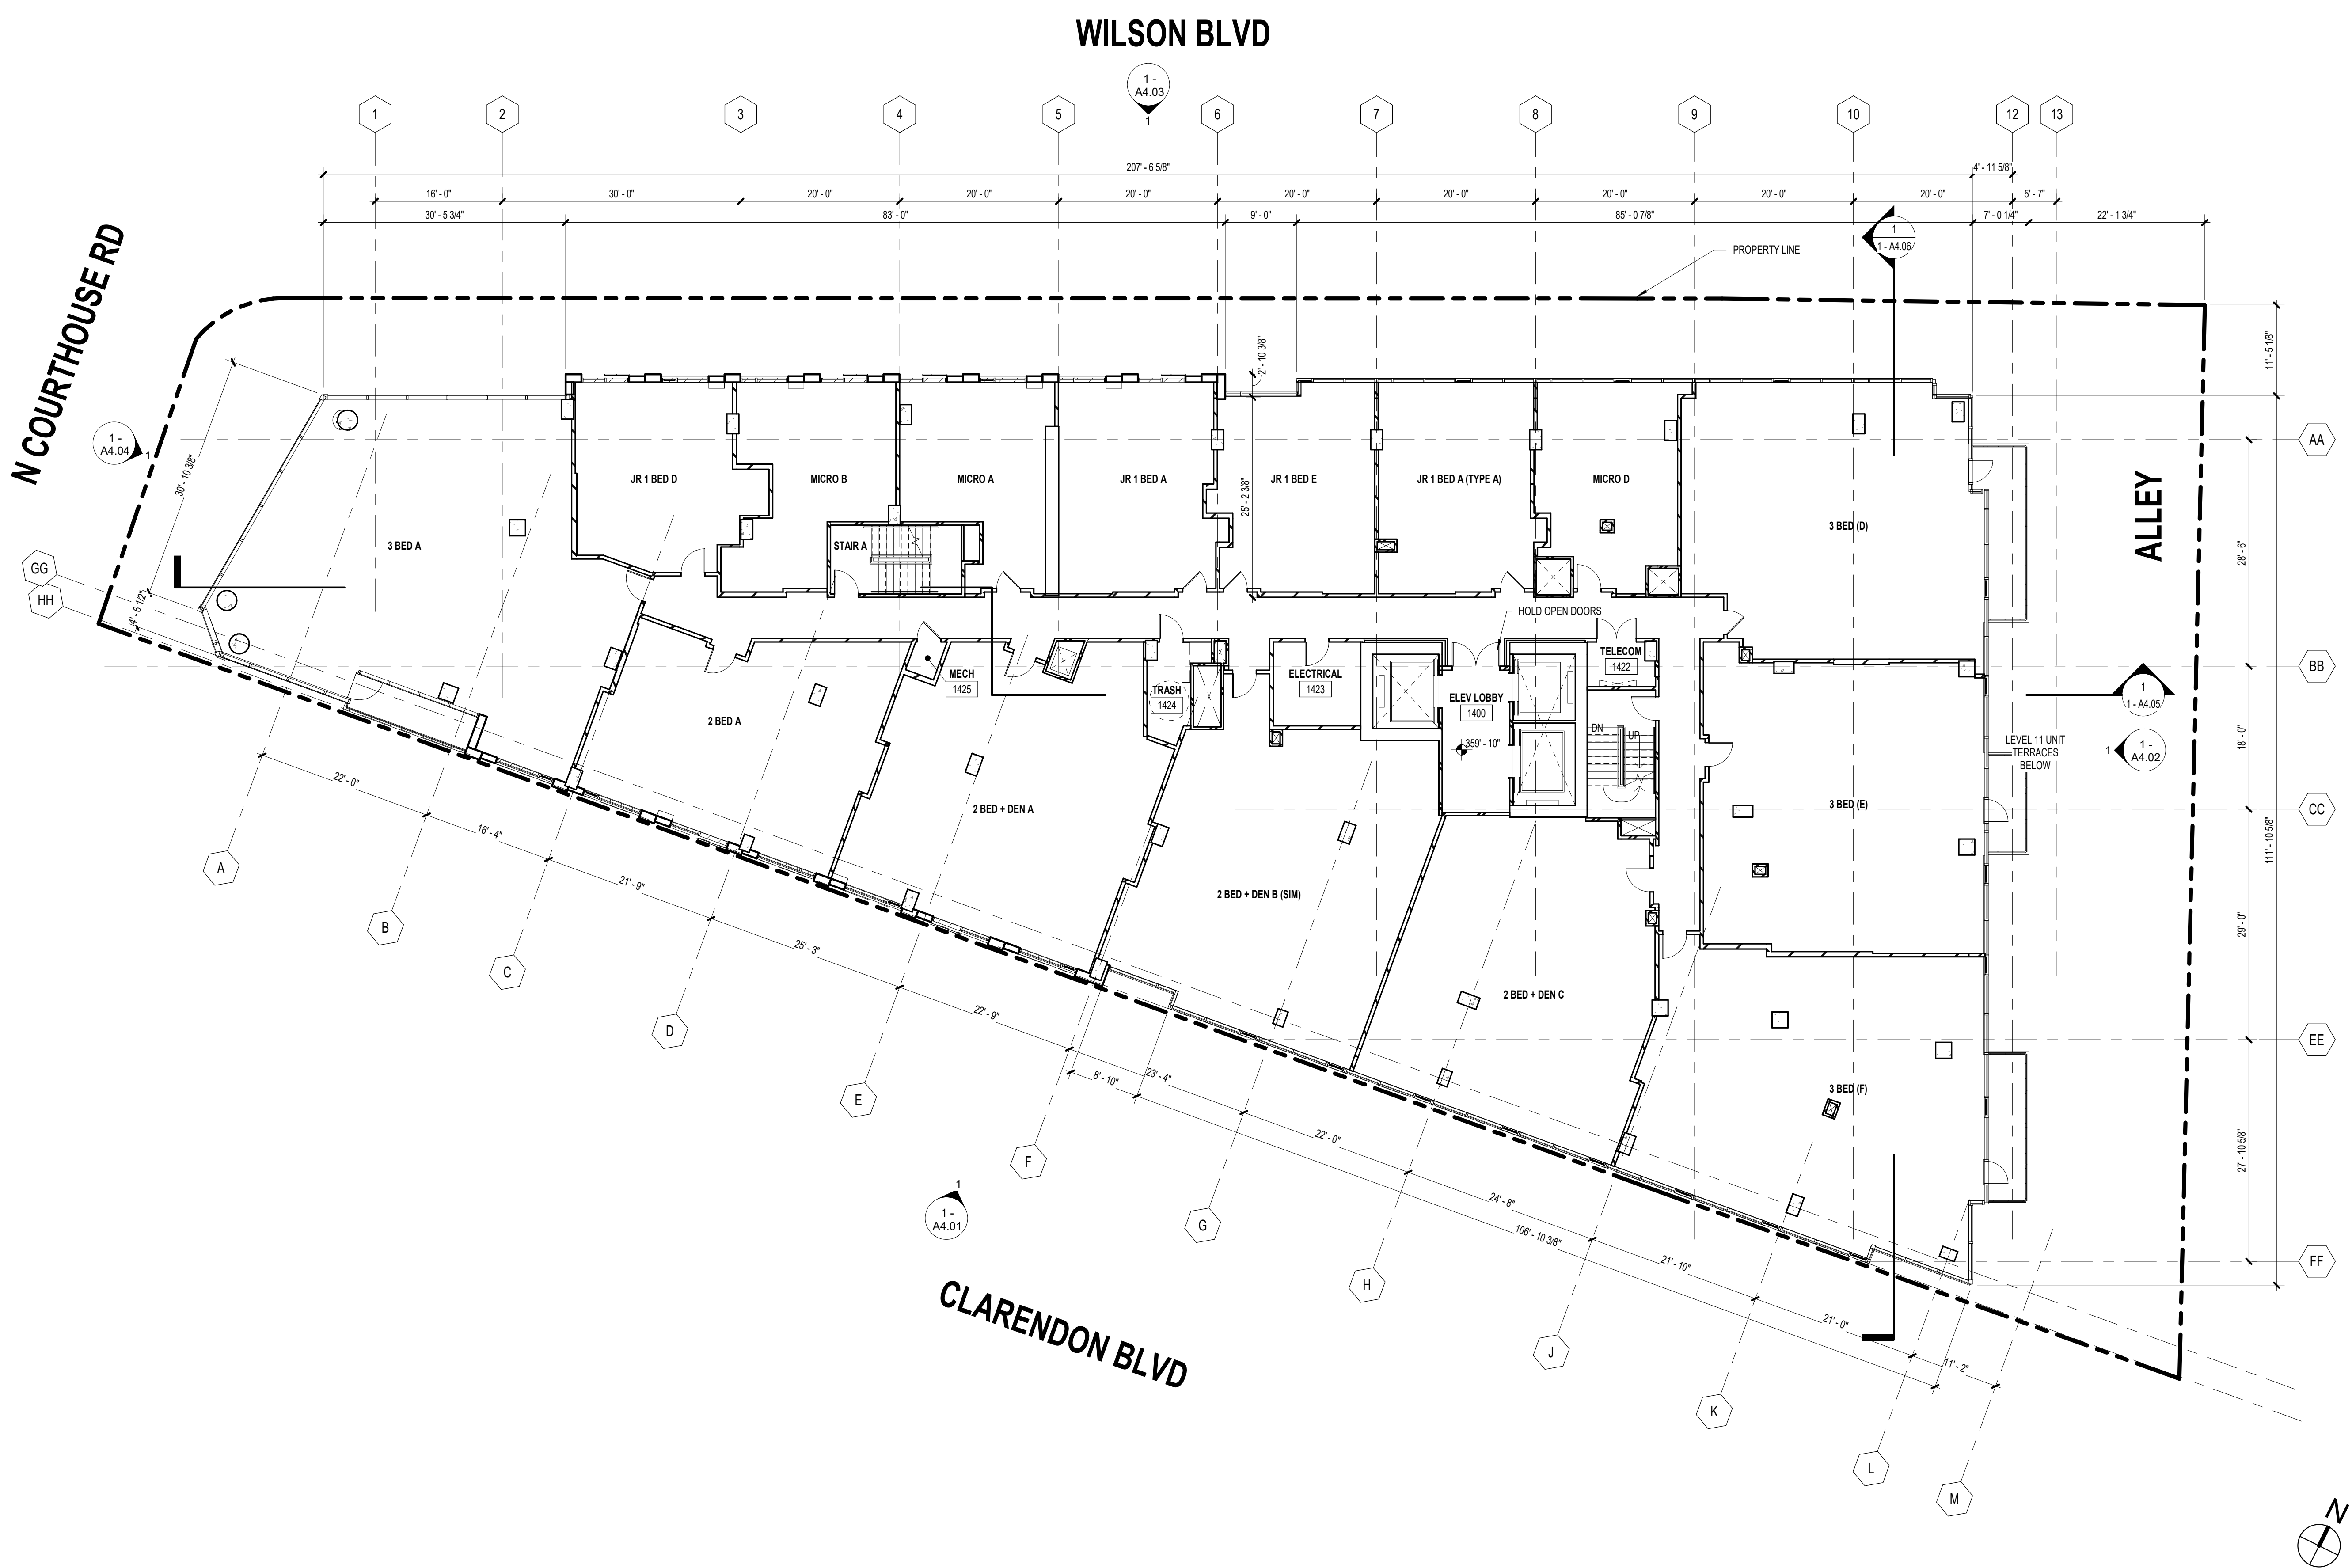 WILSON BLVD
1 -
A4.03
1
1
2
3
4
5
6
7
8
9
10
12
13
207' - 6 5/8"
4' - 11 5/8"
16' - 0"
30' - 0"
20' - 0"
20' - 0"
20' - 0"
20' - 0"
20' - 0"
20' - 0"
20' - 0"
20' - 0"
5' - 7"
30' - 5 3/4"
83' - 0"
9' - 0"
85' - 0 7/8"
7' - 0 1/4"
22' - 1 3/4"
1
1 - A4.06
PROPERTY LINE
N COURTHOUSE RD
1 -
A4.04
1
30' - 10 3/8"
4' - 6 1/2"
2' - 10 3/8"
25' - 2 3/8"
11' - 5 1/8"
AA
ALLEY
28' - 6"
JR 1 BED D
MICRO B
MICRO A
JR 1 BED A
JR 1 BED E
JR 1 BED A (TYPE A)
MICRO D
3 BED (D)
3 BED A
STAIR A
GG
HH
HOLD OPEN DOORS
TELECOM
1422
BB
MECH
1425
TRASH
1424
ELECTRICAL
1423
ELEV LOBBY
1400
359' - 10"
DN
UP
2 BED A
1
1 - A4.05
LEVEL 11 UNIT
TERRACES
BELOW
1
1 -
A4.02
18' - 0"
2 BED + DEN A
3 BED (E)
CC
111' - 10 5/8"
2 BED + DEN B (SIM)
29' - 0"
2 BED + DEN C
EE
3 BED (F)
27' - 10 5/8"
FF
22' - 0"
16' - 4"
21' - 9"
25' - 3"
22' - 9"
23' - 4"
8' - 10"
22' - 0"
24' - 8"
106' - 10 3/8"
21' - 10"
21' - 0"
11' - 2"
A
B
C
D
E
F
G
H
J
K
L
M
1
1 -
A4.01
CLARENDON BLVD
N